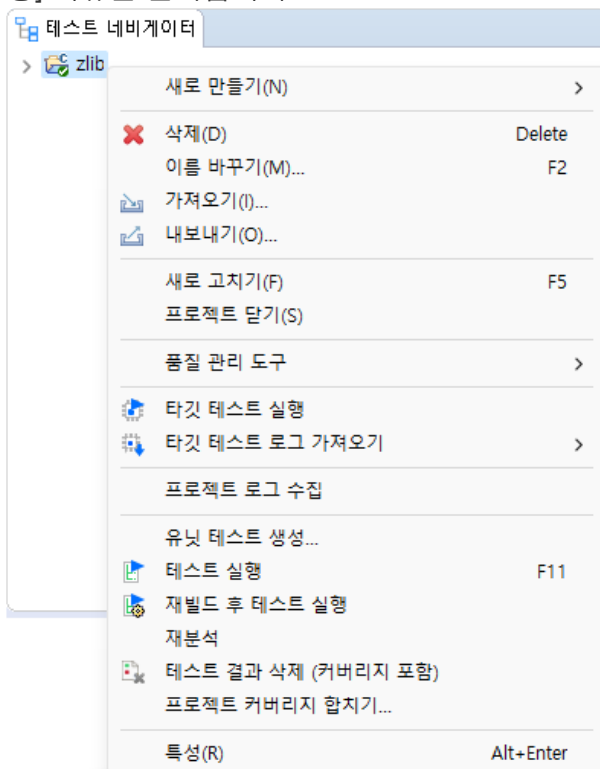 테스트 네비게이터
zlib
새로 만들기(N)
삭제(D) Delete
이름 바꾸기(M)... F2
가져오기(I)...
내보내기(O)...
새로 고치기(F) F5
프로젝트 닫기(S)
품질 관리 도구
타깃 테스트 실행
타깃 테스트 로그 가져오기
프로젝트 로그 수집
유닛 테스트 생성...
테스트 실행 F11
재빌드 후 테스트 실행
재분석
테스트 결과 삭제 (커버리지 포함)
프로젝트 커버리지 합치기...
특성(R) Alt+Enter